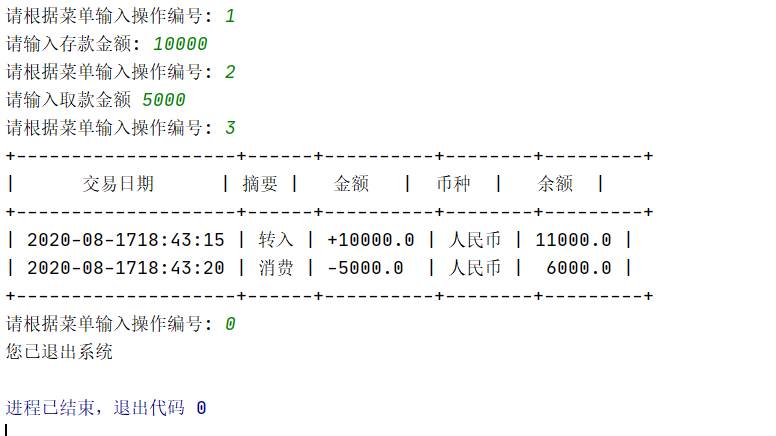 请根据菜单输入操作编号: 1
请输入存款金额: 10000
请根据菜单输入操作编号: 2
请输入取款金额 5000
请根据菜单输入操作编号: 3
+--------------------+------+----------+--------+---------+
|      交易日期      | 摘要 |   金额   |  币种  |   余额  |
+--------------------+------+----------+--------+---------+
| 2020-08-1718:43:15 | 转入 | +10000.0 | 人民币 | 11000.0 |
| 2020-08-1718:43:20 | 消费 | -5000.0  | 人民币 |  6000.0 |
+--------------------+------+----------+--------+---------+
请根据菜单输入操作编号: 0
您已退出系统
进程已结束，退出代码 0